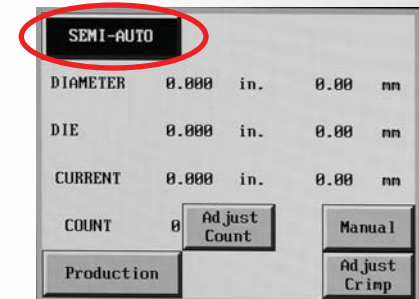 SEMI-AUTO
DIAMETER 0.000 in. 0.00 mm
DIE 0.000 in. 0.00 mm
CURRENT 0.000 in. 0.00 mm
COUNT 0 Adjust Count Manual
Production Adjust Crimp